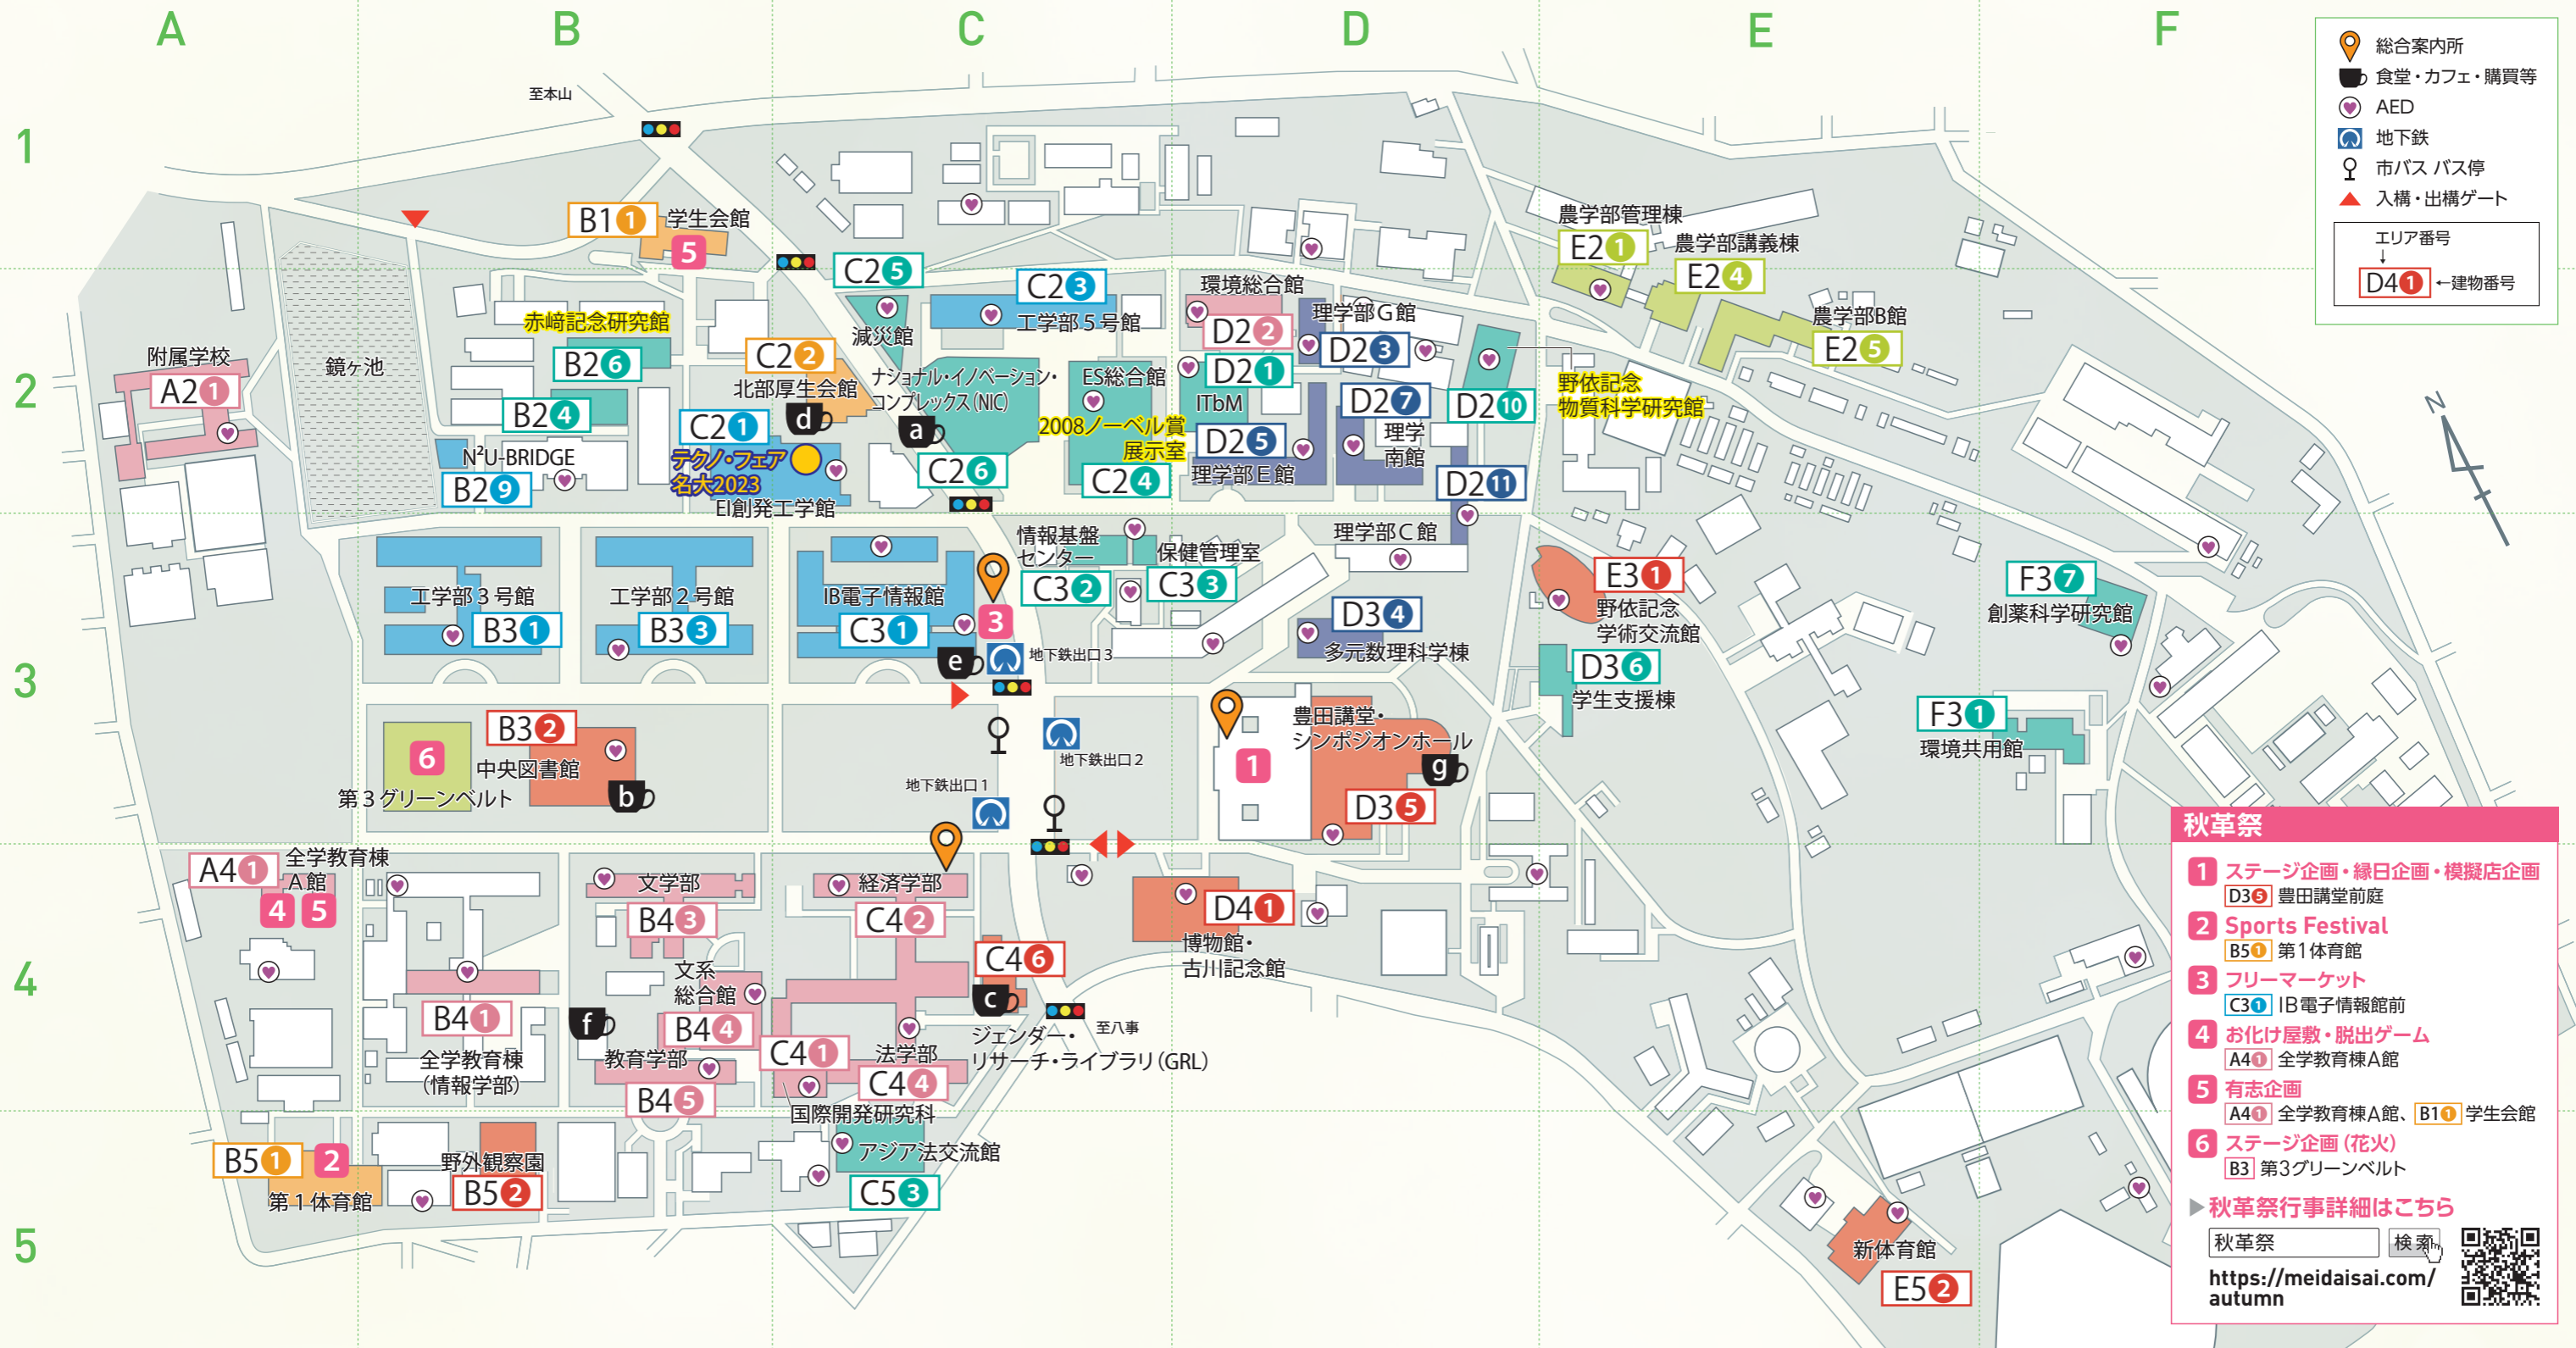 A
B
C
D
E
F
1
2
3
4
5
総合案内所
食堂・カフェ・購買等
AED
地下鉄
市バス バス停
入構・出構ゲート
エリア番号
↓
D4 1 ←建物番号
至本山
B1 1 学生会館
5
C2 5
減災館
C2 3
工学部5号館
環境総合館
D2 2
理学部G館
D2 3
農学部管理棟
E2 1
農学部講義棟
E2 4
農学部B館
E2 5
附属学校
A2 1
鏡ヶ池
赤﨑記念研究館
B2 6
B2 4
N²U-BRIDGE
B2 9
C2 2
北部厚生会館
d
C2 1
テクノ・フェア
名大2023
EI創発工学館
ナショナル・イノベーション・
コンプレックス(NIC)
a
C2 6
ES総合館
2008ノーベル賞
展示室
C2 4
D2 1
ITbM
D2 5
理学部E館
D2 7
理学
南館
D2 10
野依記念
物質科学研究館
D2 11
N
工学部3号館
B3 1
工学部2号館
B3 3
IB電子情報館
C3 1
3
e
地下鉄出口3
情報基盤
センター
C3 2
保健管理室
C3 3
理学部C館
D3 4
多元数理科学棟
E3 1
野依記念
学術交流館
D3 6
学生支援棟
F3 7
創薬科学研究館
F3 1
環境共用館
6
第3グリーンベルト
B3 2
中央図書館
b
地下鉄出口2
地下鉄出口1
1
豊田講堂・
シンポジオンホール
g
D3 5
A4 1
全学教育棟
A館
4 5
文学部
B4 3
経済学部
C4 2
D4 1
博物館・
古川記念館
文系
総合館
B4 4
C4 6
c
ジェンダー・
リサーチ・ライブラリ(GRL)
至八事
B4 1
全学教育棟
(情報学部)
f
教育学部
B4 5
C4 1
国際開発研究科
法学部
C4 4
B5 1
2
第1体育館
野外観察園
B5 2
アジア法交流館
C5 3
新体育館
E5 2
秋革祭
1 ステージ企画・縁日企画・模擬店企画
D3 5 豊田講堂前庭
2 Sports Festival
B5 1 第1体育館
3 フリーマーケット
C3 1 IB電子情報館前
4 お化け屋敷・脱出ゲーム
A4 1 全学教育棟A館
5 有志企画
A4 1 全学教育棟A館、B1 1 学生会館
6 ステージ企画(花火)
B3 第3グリーンベルト
▶秋革祭行事詳細はこちら
秋革祭 検索
https://meidaisai.com/
autumn